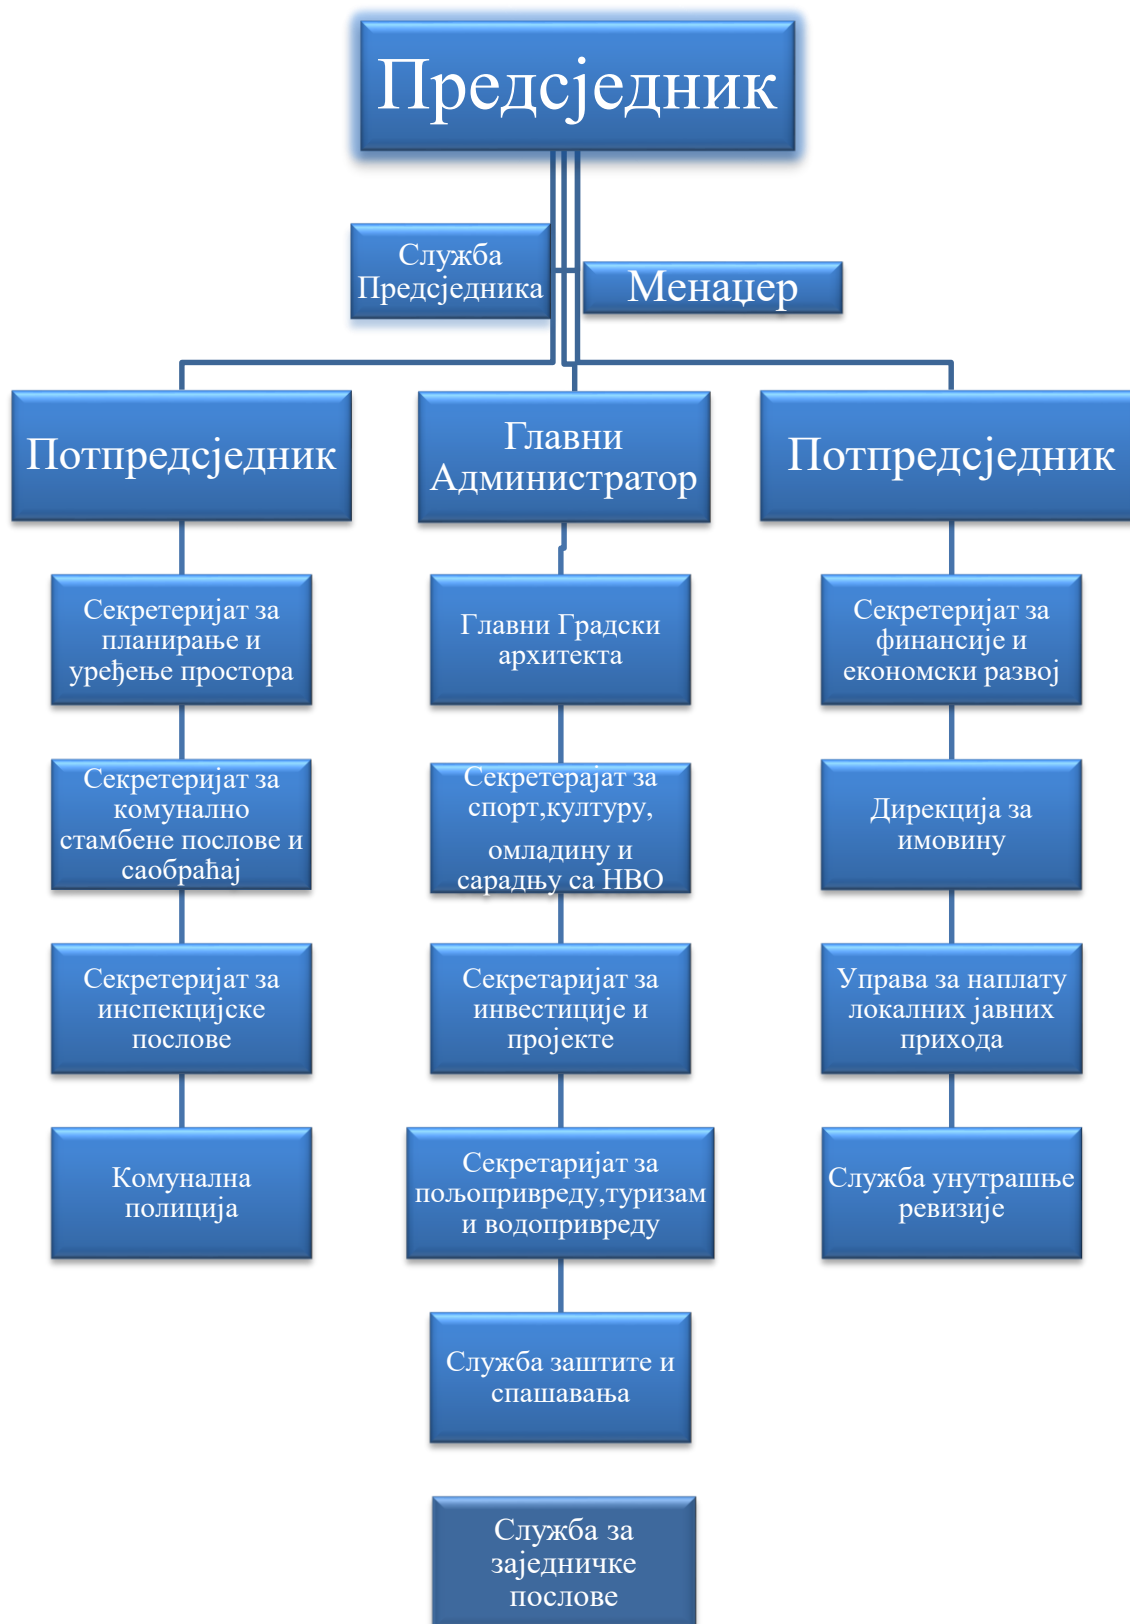 Предсједник
Служба
Предсједника
Менаџер
Потпредсједник
Главни
Администратор
Потпредсједник
Секретеријат за
планирање и
уређење простора
Секретеријат за
комунално
стамбене послове и
саобраћај
Секретеријат за
инспекцијске
послове
Комунална
полиција
Главни Градски
архитекта
Секретерајат за
спорт,културу,
омладину и
сарадњу са НВО
Секретаријат за
инвестиције и
пројекте
Секретаријат за
пољопривреду,туризам
и водопривреду
Служба заштите и
спашавања
Служба за
заједничке
послове
Секретеријат за
финансије и
економски развој
Дирекција за
имовину
Управа за наплату
локалних јавних
прихода
Служба унутрашње
ревизије